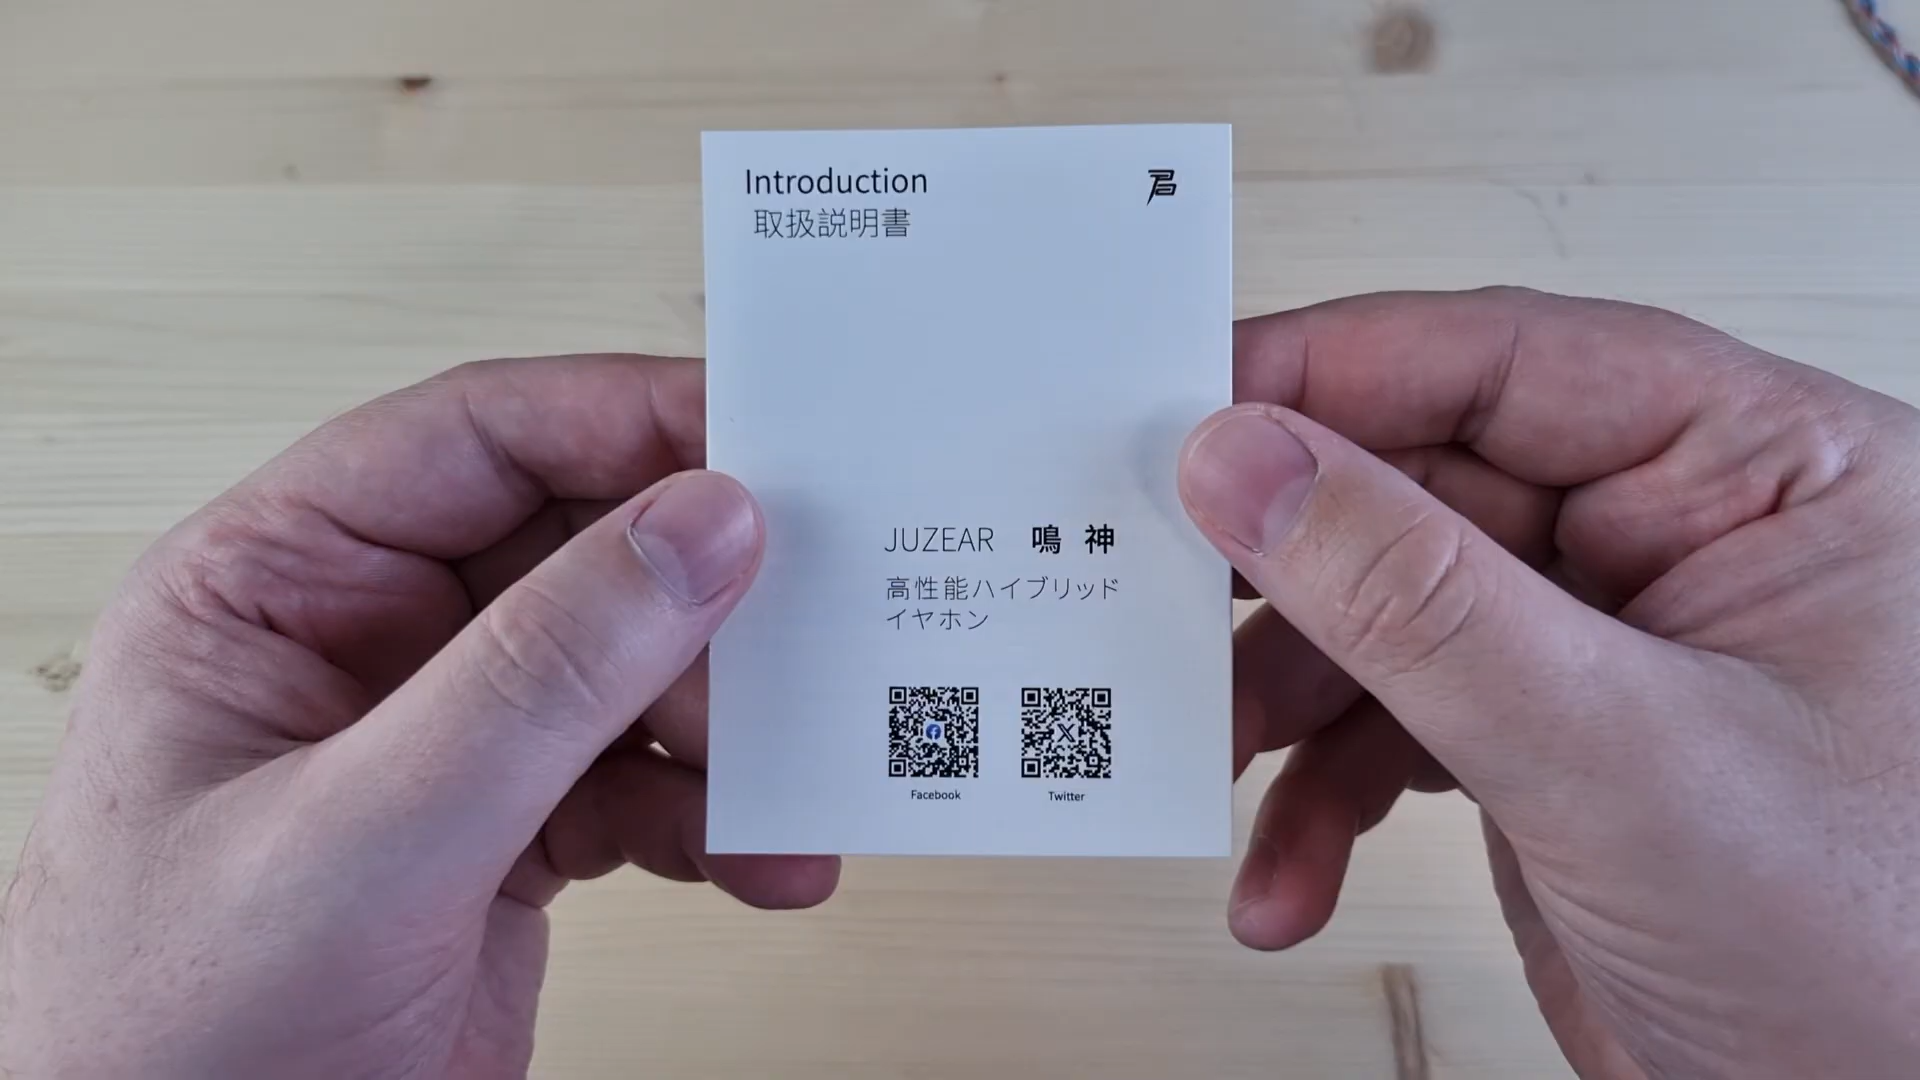 Introduction
取扱説明書
JUZEAR 鳴 神
高性能ハイブリッド
イヤホン
Facebook
Twitter